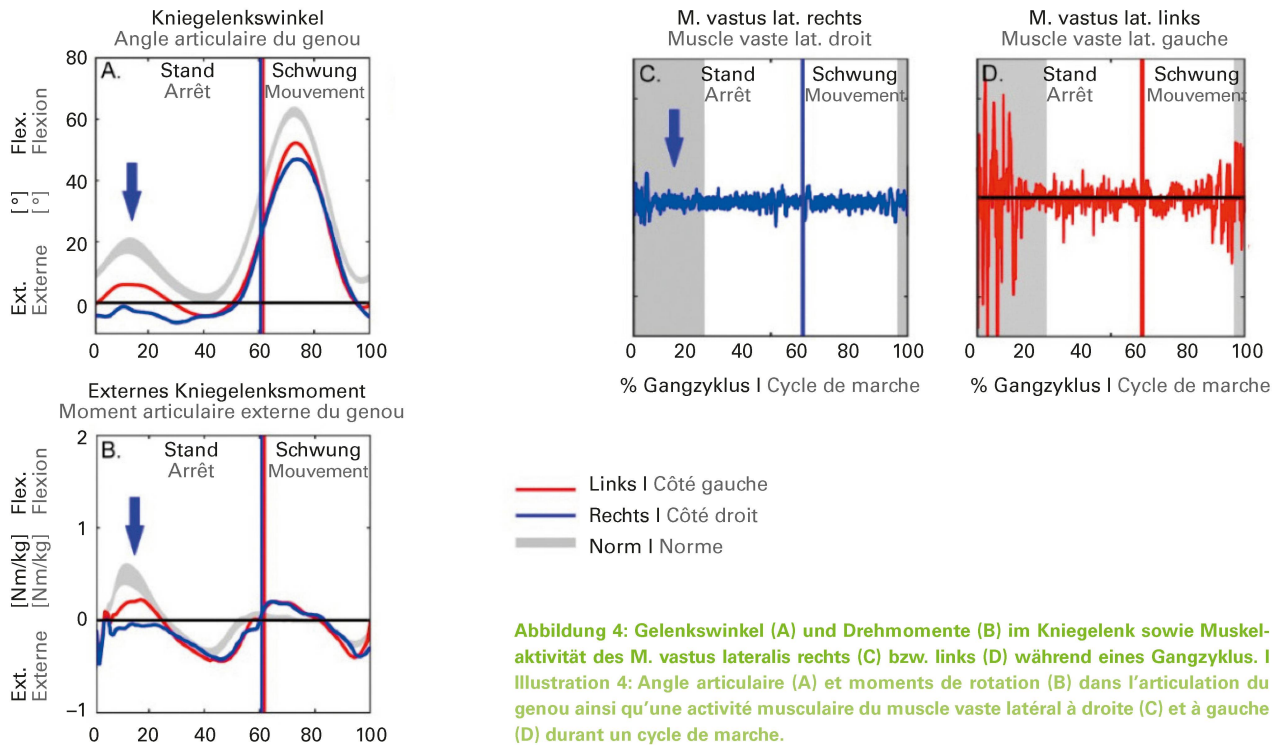 Kniegelenkswinkel
Angle articulaire du genou
A.
Stand
Arrêt
Schwung
Mouvement
Flex.
Flexion
[°]
[°]
Ext.
Externe
80
60
40
20
0
0 20 40 60 80 100
Externes Kniegelenksmoment
Moment articulaire externe du genou
B.
Stand
Arrêt
Schwung
Mouvement
Flex.
Flexion
[Nm/kg]
[Nm/kg]
Ext.
Externe
2
1
0
–1
0 20 40 60 80 100
M. vastus lat. rechts
Muscle vaste lat. droit
C.
Stand
Arrêt
Schwung
Mouvement
0 20 40 60 80 100
% Gangzyklus I Cycle de marche
M. vastus lat. links
Muscle vaste lat. gauche
D.
Stand
Arrêt
Schwung
Mouvement
0 20 40 60 80 100
% Gangzyklus I Cycle de marche
Links I Côté gauche
Rechts I Côté droit
Norm I Norme
Abbildung 4: Gelenkswinkel (A) und Drehmomente (B) im Kniegelenk sowie Muskel-
aktivität des M. vastus lateralis rechts (C) bzw. links (D) während eines Gangzyklus. I
Illustration 4: Angle articulaire (A) et moments de rotation (B) dans l’articulation du
genou ainsi qu’une activité musculaire du muscle vaste latéral à droite (C) et à gauche
(D) durant un cycle de marche.